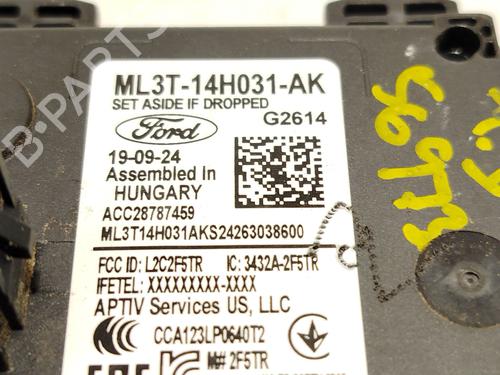 ML3T-14H031-AK
SET ASIDE IF DROPPED
Ford
G2614
19-09-24
Assembled In
HUNGARY
ACC28787459
ML3T14H031AKS24263038600
FCC ID: L2C2F5TR IC: 3432A-2F5TR
IFETEL: XXXXXXXXX-XXXX
APTIV Services US, LLC
CCA123LP0640T2
M# 2F5TR